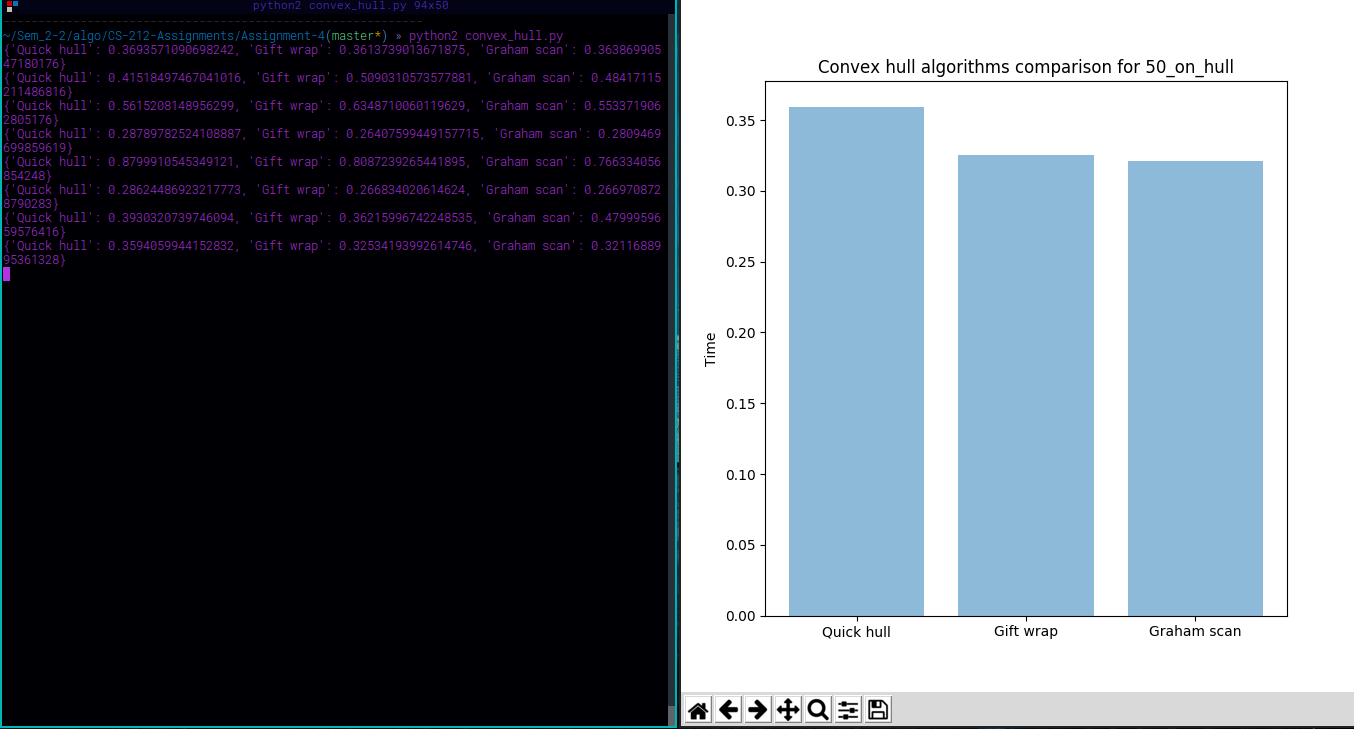 python2 convex_hull.py 94x50
~/Sem_2-2/algo/CS-212-Assignments/Assignment-4(master*) » python2 convex_hull.py
{'Quick hull': 0.3693571090698242, 'Gift wrap': 0.3613739013671875, 'Graham scan': 0.363869905
47180176}
{'Quick hull': 0.41518497467041016, 'Gift wrap': 0.5090310573577881, 'Graham scan': 0.48417115
211486816}
{'Quick hull': 0.5615208148956299, 'Gift wrap': 0.6348710060119629, 'Graham scan': 0.553371906
2805176}
{'Quick hull': 0.28789782524108887, 'Gift wrap': 0.26407599449157715, 'Graham scan': 0.2809469
699859619}
{'Quick hull': 0.8799910545349121, 'Gift wrap': 0.8087239265441895, 'Graham scan': 0.766334056
854248}
{'Quick hull': 0.28624486923217773, 'Gift wrap': 0.266834020614624, 'Graham scan': 0.266970872
8790283}
{'Quick hull': 0.3930320739746094, 'Gift wrap': 0.36215996742248535, 'Graham scan': 0.47999596
59576416}
{'Quick hull': 0.3594059944152832, 'Gift wrap': 0.32534193992614746, 'Graham scan': 0.32116889
95361328}
Convex hull algorithms comparison for 50_on_hull
0.35
0.30
0.25
0.20
Time
0.15
0.10
0.05
0.00
Quick hull Gift wrap Graham scan